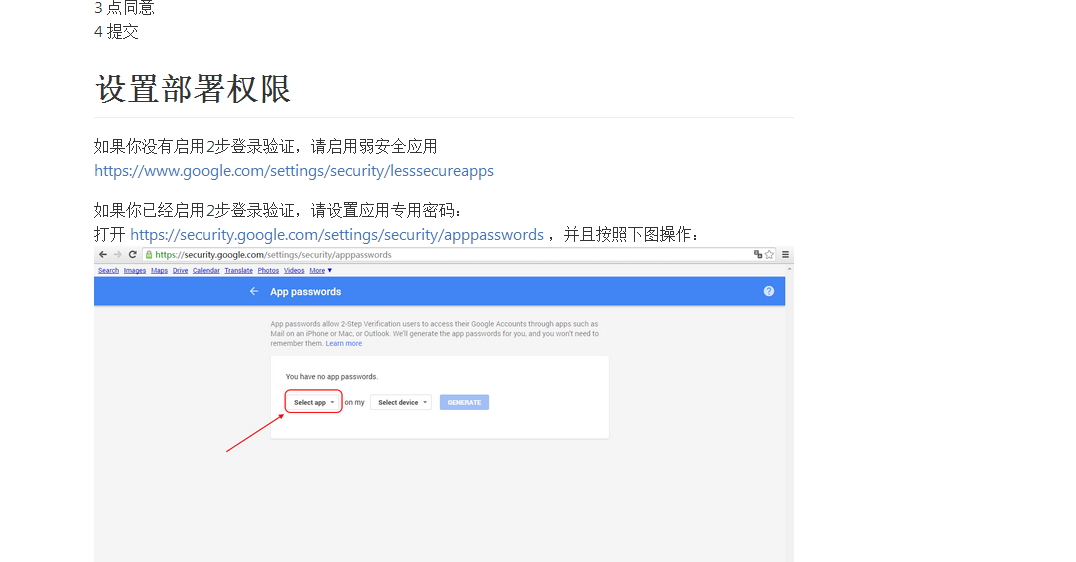 3 点同意
4 提交
设置部署权限
如果你没有启用2步登录验证，请启用弱安全应用
https://www.google.com/settings/security/lesssecureapps
如果你已经启用2步登录验证，请设置应用专用密码：
打开 https://security.google.com/settings/security/apppasswords ，并且按照下图操作：
https://security.google.com/settings/security/apppasswords
Search Images Maps Drive Calendar Translate Photos Videos More ▼
App passwords
App passwords allow 2-Step Verification users to access their Google Accounts through apps such as
Mail on an iPhone or Mac, or Outlook. We'll generate the app passwords for you, and you won't need to
remember them. Learn more
You have no app passwords.
Select app on my Select device GENERATE